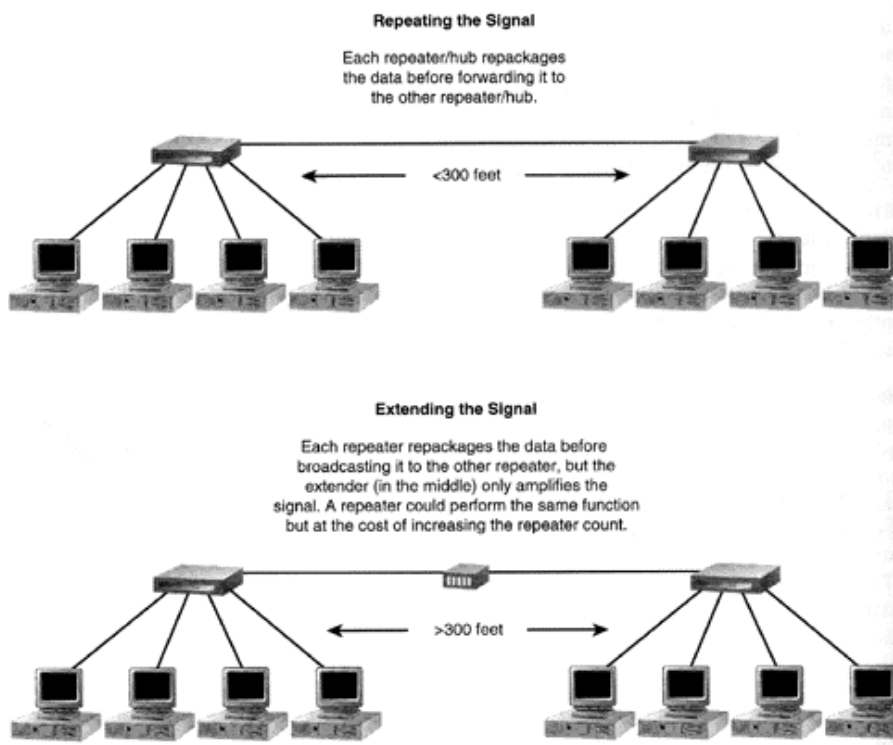 Repeating the Signal
Each repeater/hub repackages
the data before forwarding it to
the other repeater/hub.
<300 feet
Extending the Signal
Each repeater repackages the data before
broadcasting it to the other repeater, but the
extender (in the middle) only amplifies the
signal. A repeater could perform the same function
but at the cost of increasing the repeater count.
>300 feet